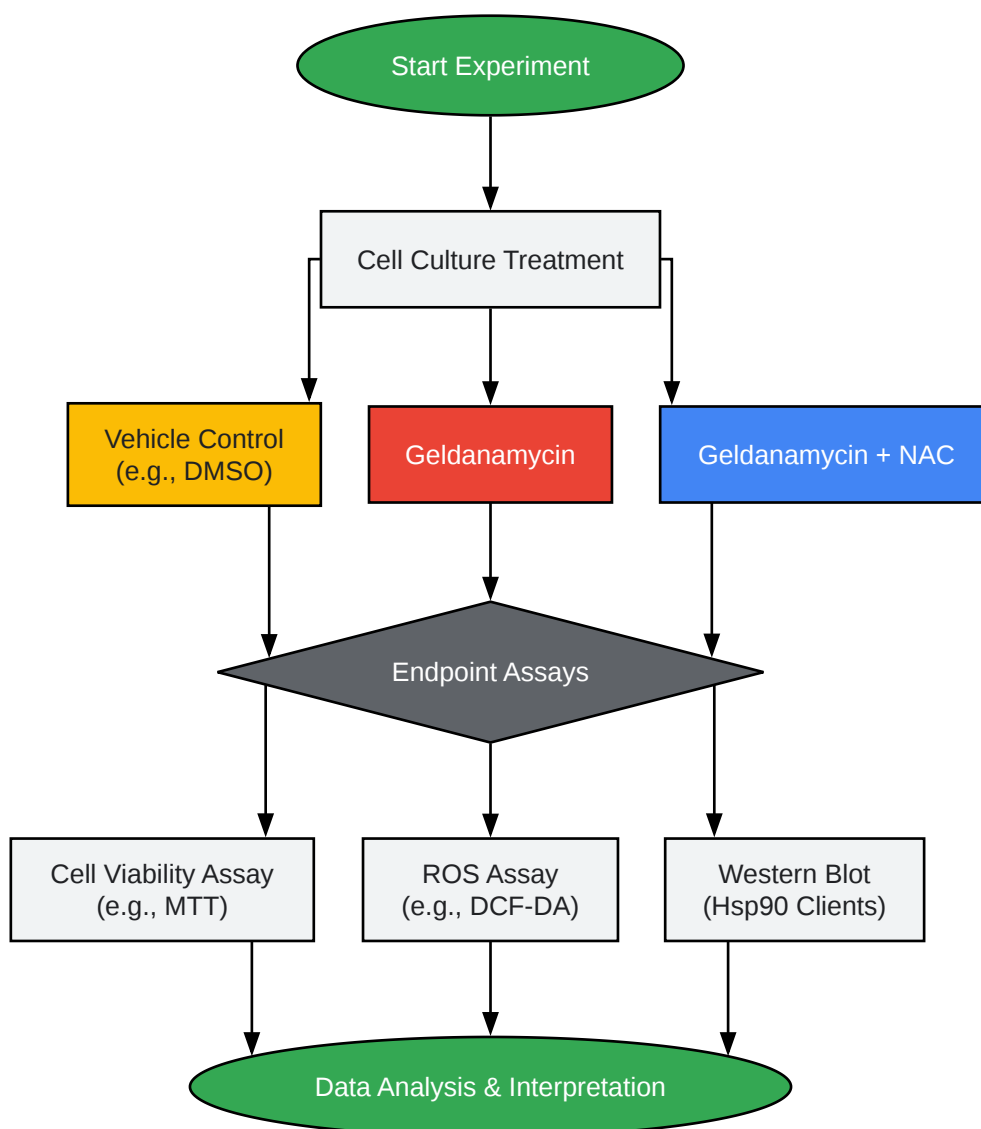 Start Experiment
Cell Culture Treatment
Vehicle Control
(e.g., DMSO)
Geldanamycin
Geldanamycin + NAC
Endpoint Assays
Cell Viability Assay
(e.g., MTT)
ROS Assay
(e.g., DCF-DA)
Western Blot
(Hsp90 Clients)
Data Analysis & Interpretation